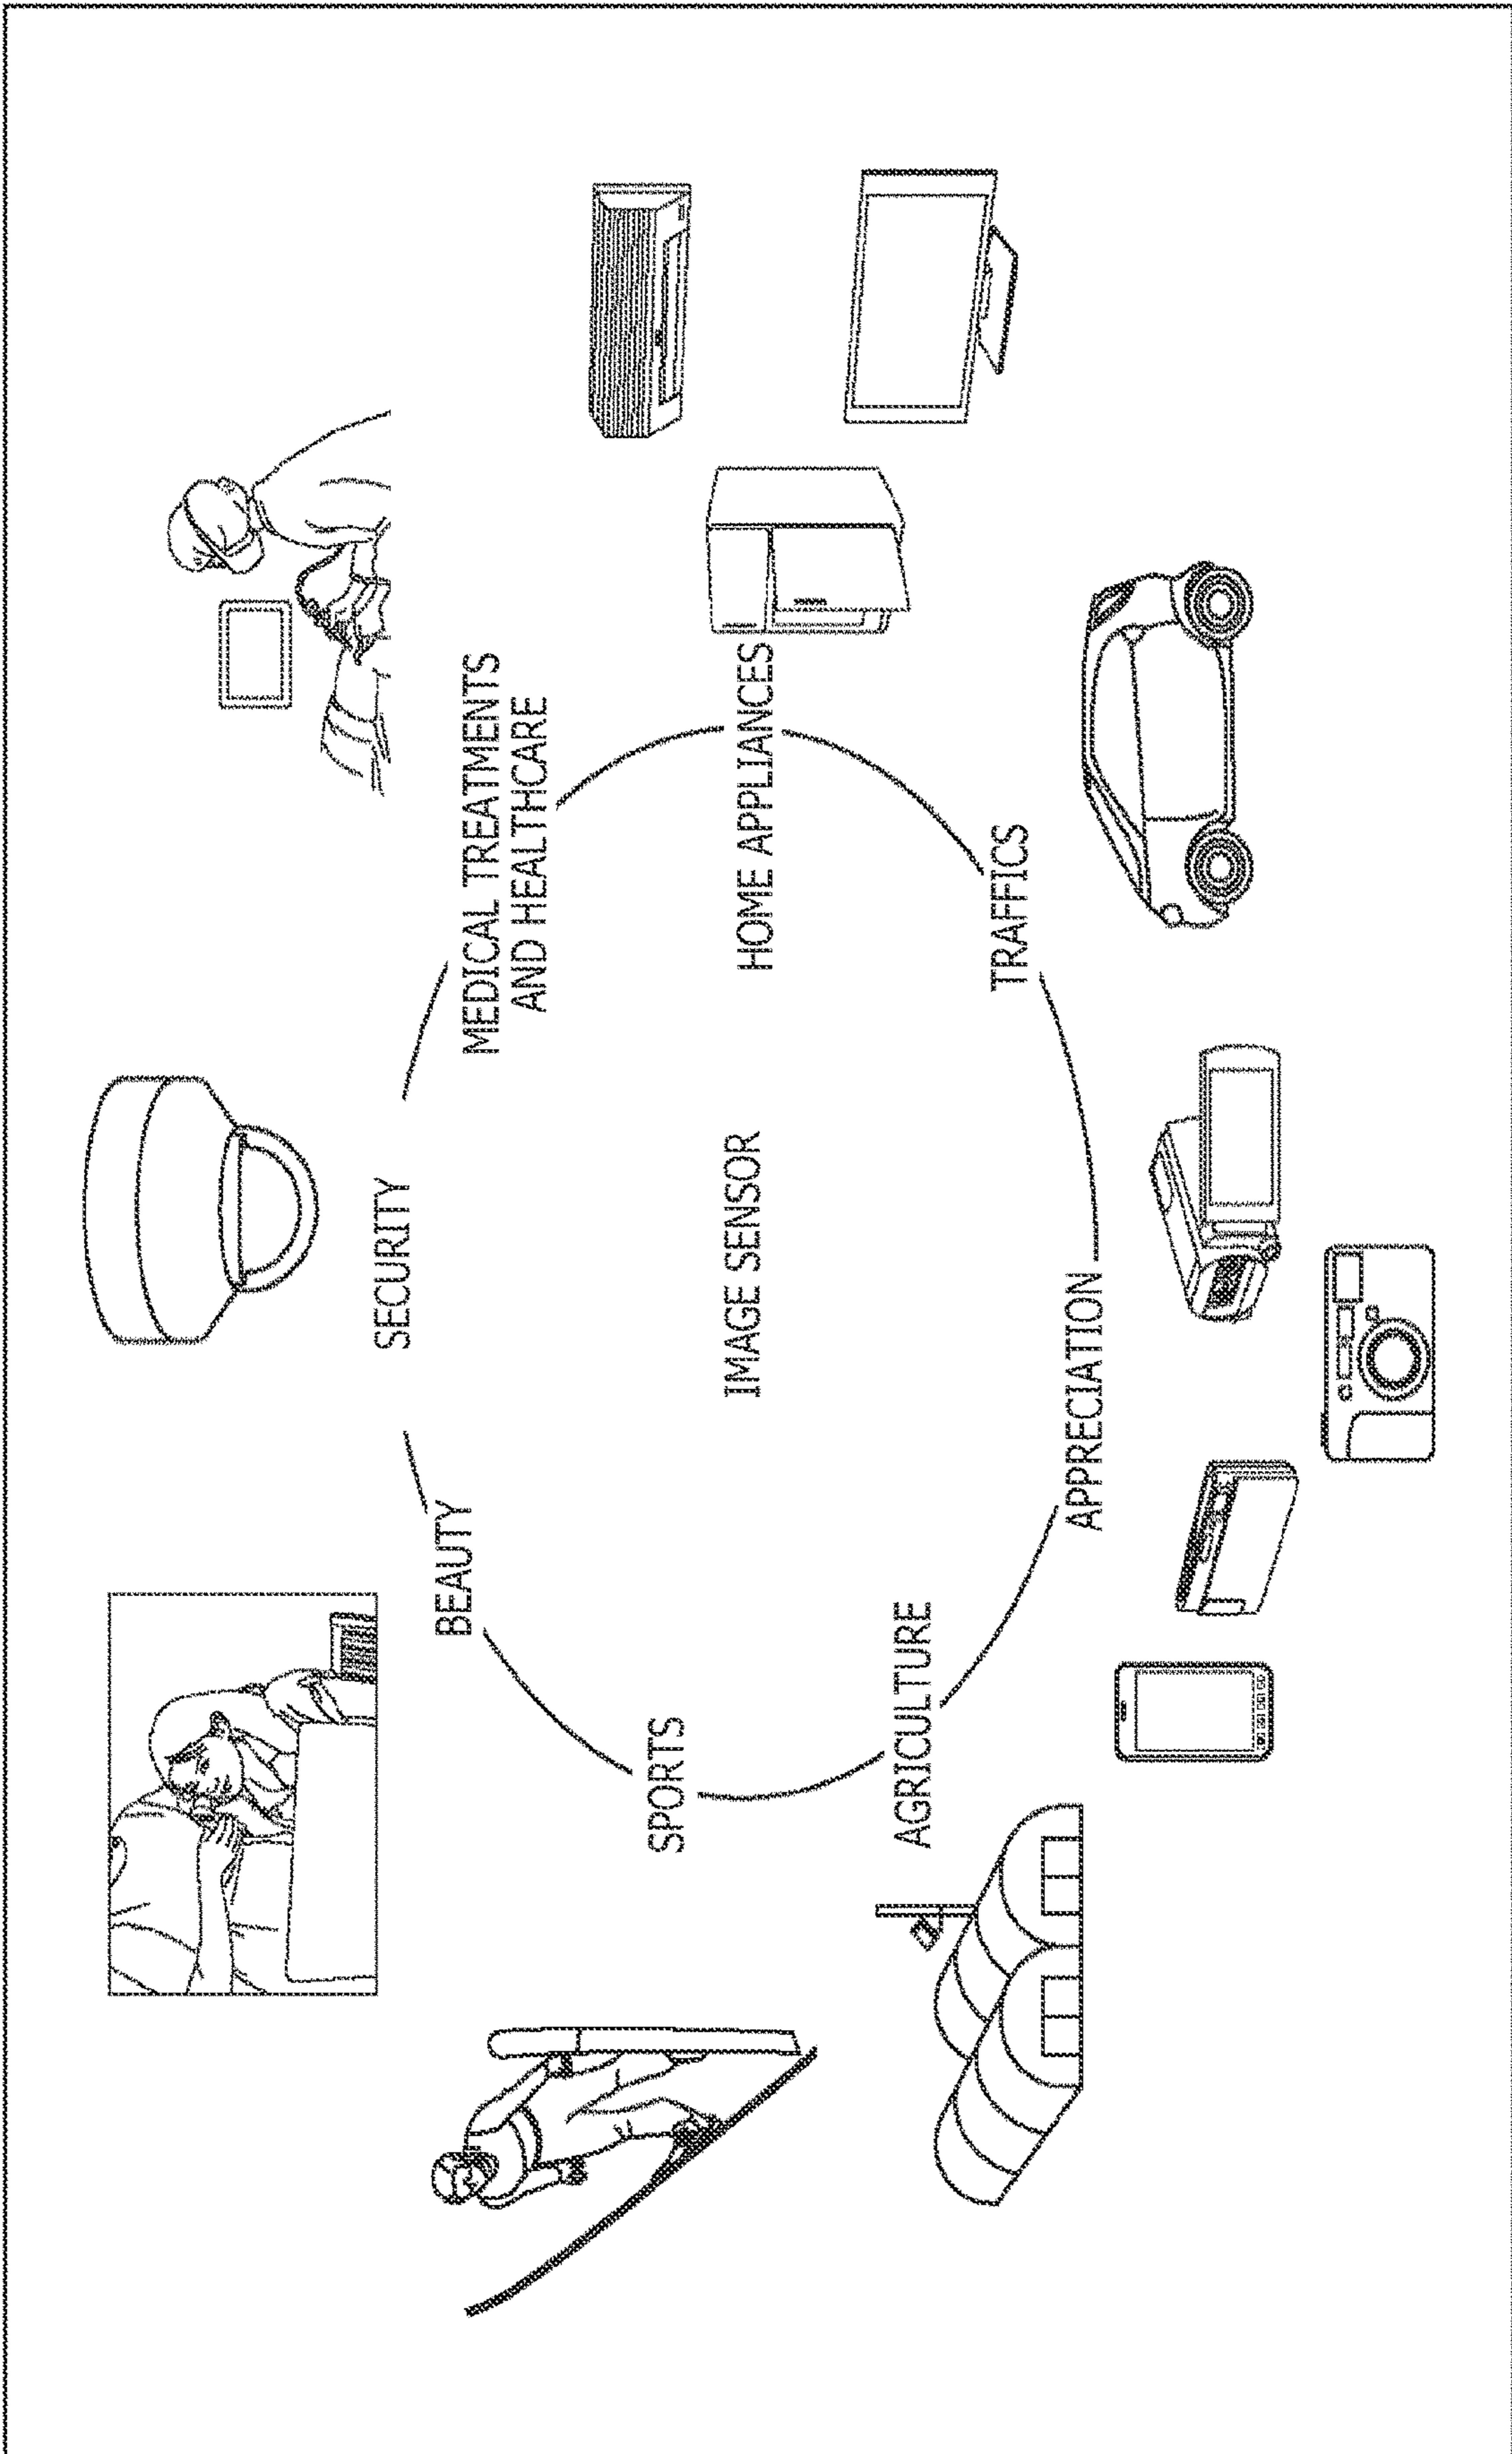 SECURITY
BEAUTY
MEDICAL TREATMENTS
AND HEALTHCARE
SPORTS
IMAGE SENSOR
HOME APPLIANCES
AGRICULTURE
TRAFFICS
APPRECIATION